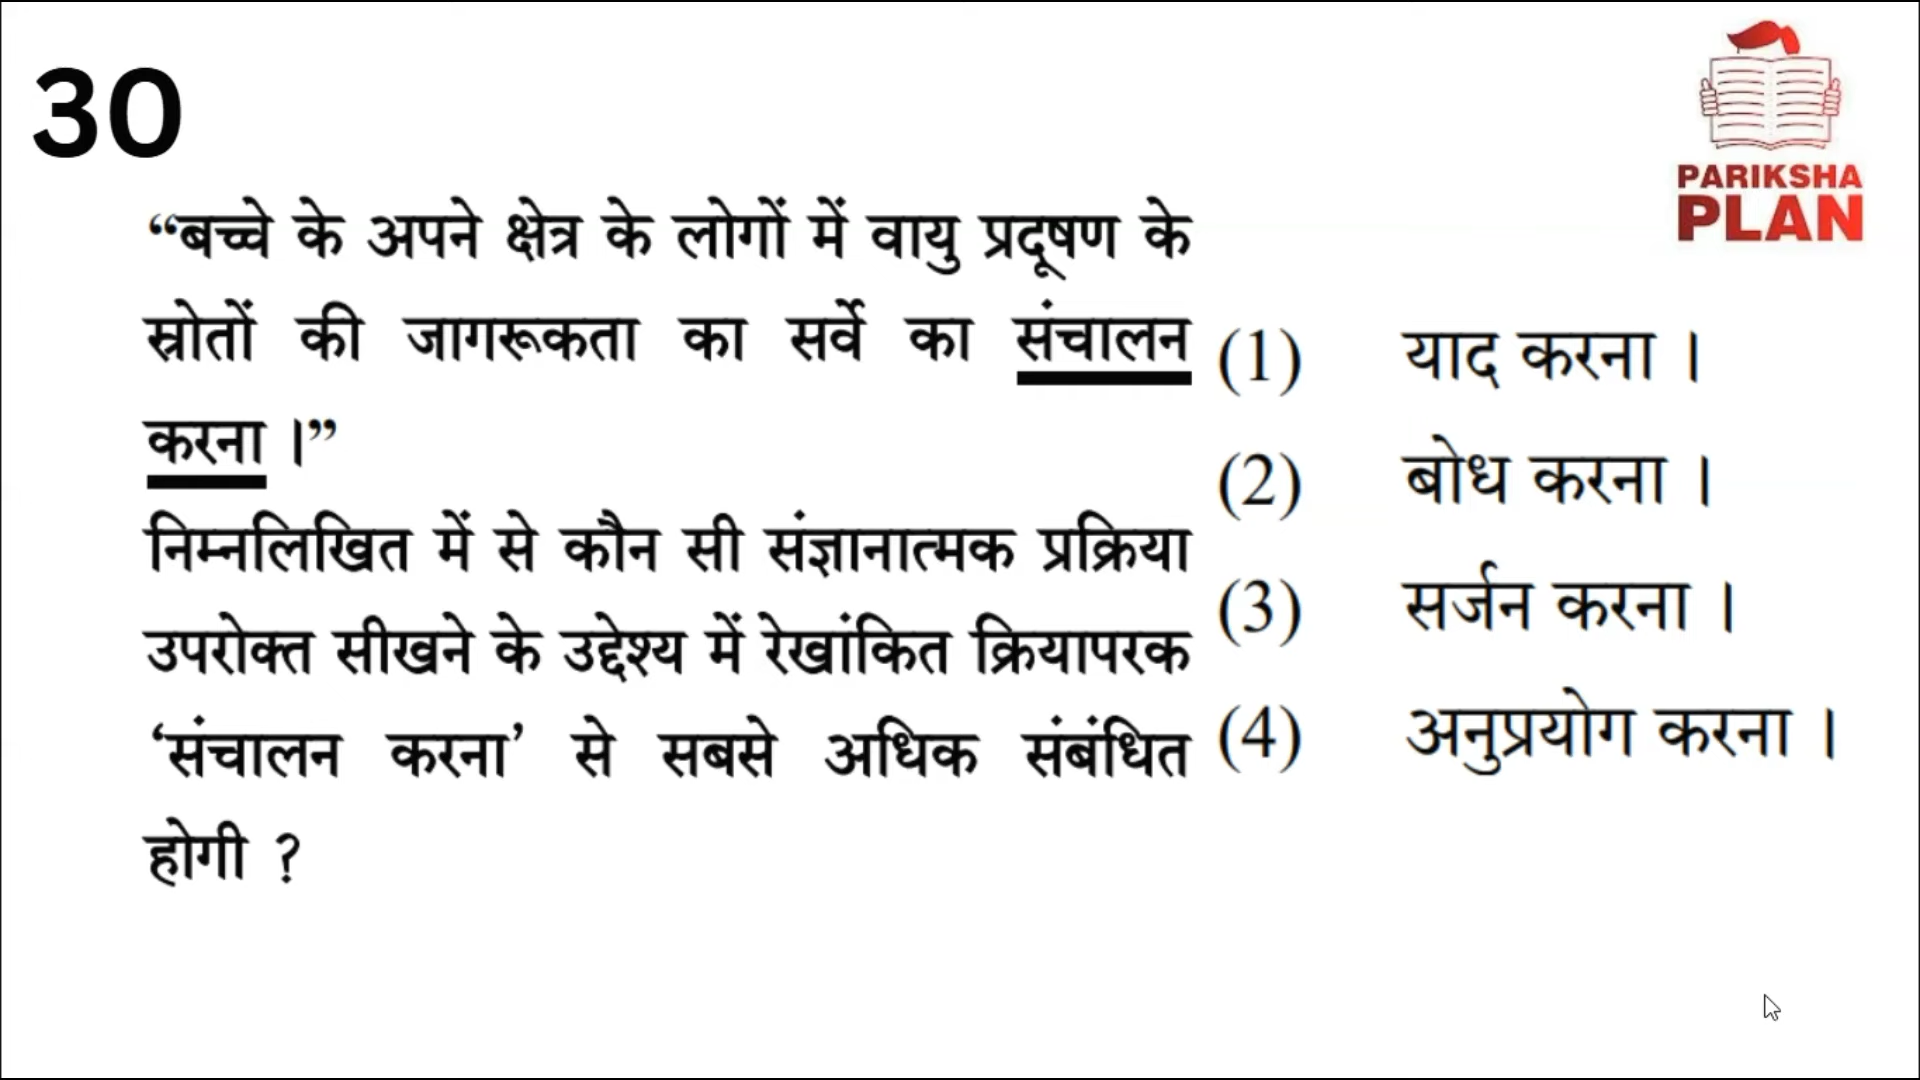 30
PARIKSHA
PLAN
“बच्चे के अपने क्षेत्र के लोगों में वायु प्रदूषण के
स्रोतों की जागरूकता का सर्वे का संचालन
करना ।”
निम्नलिखित में से कौन सी संज्ञानात्मक प्रक्रिया
उपरोक्त सीखने के उद्देश्य में रेखांकित क्रियापरक
‘संचालन करना’ से सबसे अधिक संबंधित
होगी ?
(1) याद करना ।
(2) बोध करना ।
(3) सर्जन करना ।
(4) अनुप्रयोग करना ।